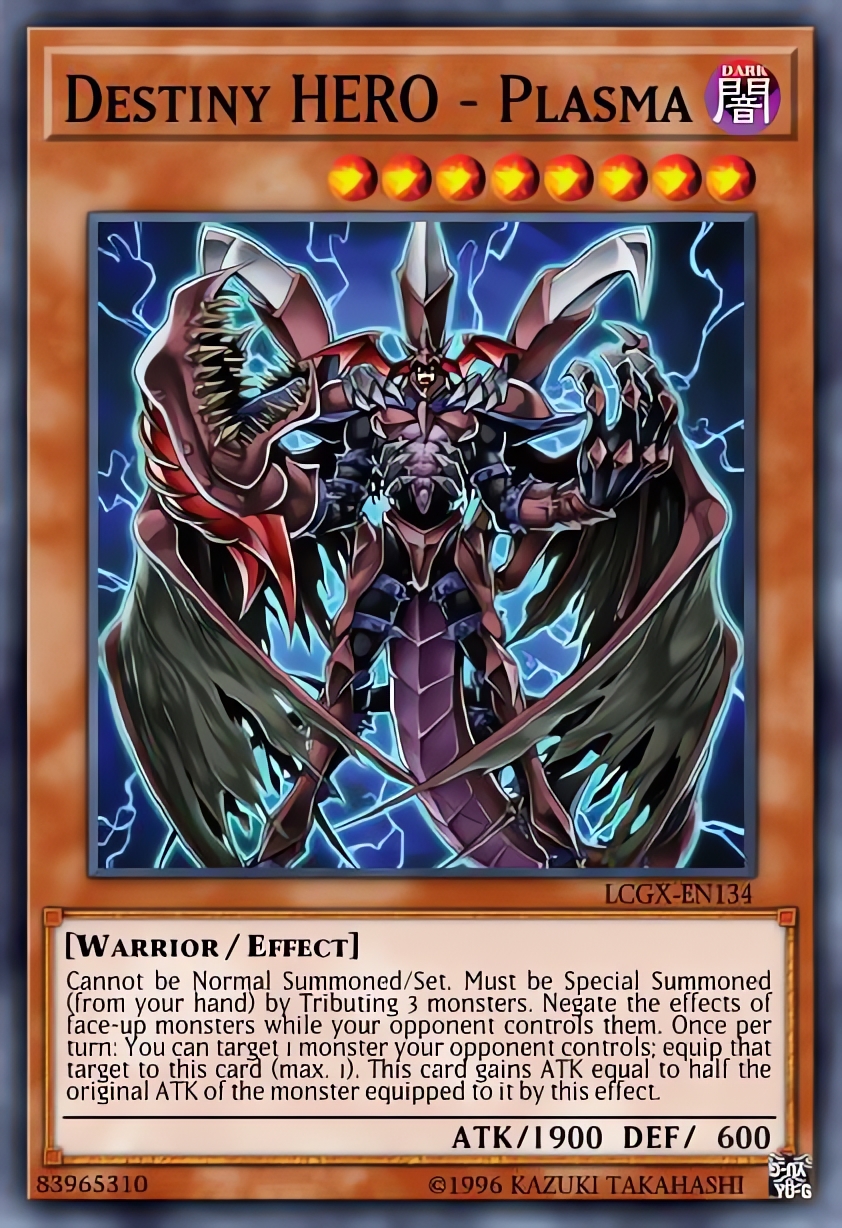 Destiny HERO - Plasma
DARK
闇
LCGX-EN134
[Warrior / Effect]
Cannot be Normal Summoned/Set. Must be Special Summoned
(from your hand) by Tributing 3 monsters. Negate the effects of
face-up monsters while your opponent controls them. Once per
turn: You can target 1 monster your opponent controls; equip that
target to this card (max. 1). This card gains ATK equal to half the
original ATK of the monster equipped to it by this effect.
ATK/1900 DEF/ 600
83965310
©1996 KAZUKI TAKAHASHI